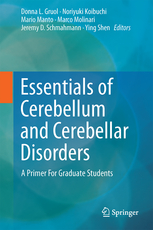 Donna L. Gruol · Noriyuki Koibuchi
Mario Manto · Marco Molinari
Jeremy D. Schmahmann · Ying Shen Editors
Essentials of
Cerebellum
and Cerebellar
Disorders
A Primer For Graduate Students
Springer